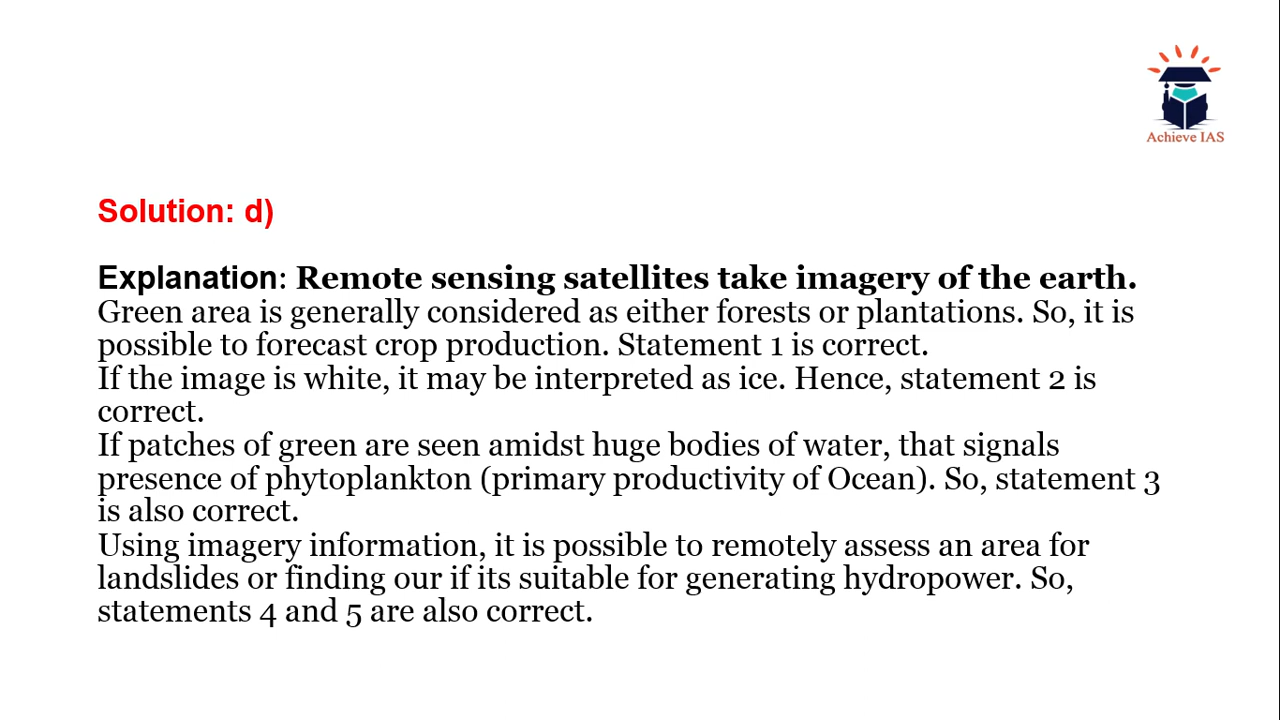 Achieve IAS
Solution: d)
Explanation: Remote sensing satellites take imagery of the earth.
Green area is generally considered as either forests or plantations. So, it is
possible to forecast crop production. Statement 1 is correct.
If the image is white, it may be interpreted as ice. Hence, statement 2 is
correct.
If patches of green are seen amidst huge bodies of water, that signals
presence of phytoplankton (primary productivity of Ocean). So, statement 3
is also correct.
Using imagery information, it is possible to remotely assess an area for
landslides or finding our if its suitable for generating hydropower. So,
statements 4 and 5 are also correct.